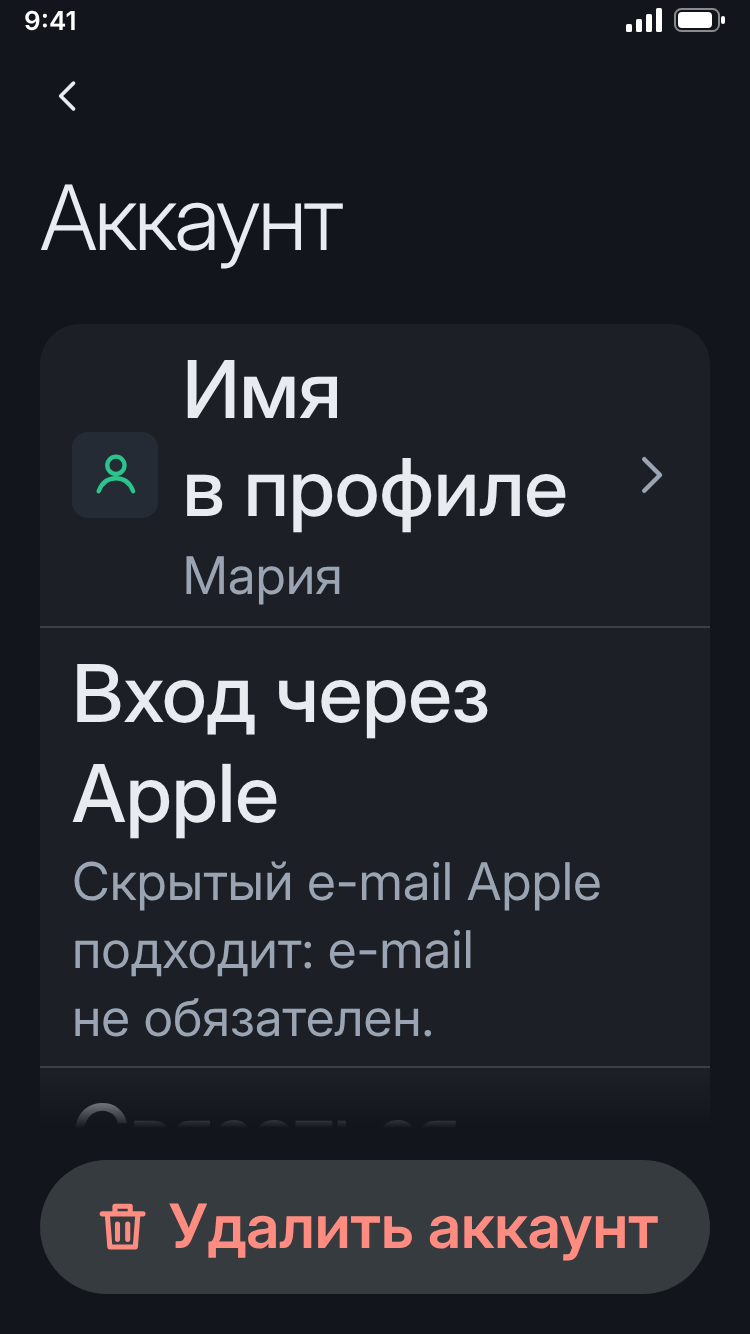 9:41
Аккаунт
Имя
в профиле
Мария
Вход через
Apple
Скрытый e-mail Apple
подходит: e-mail
не обязателен.
Удалить аккаунт